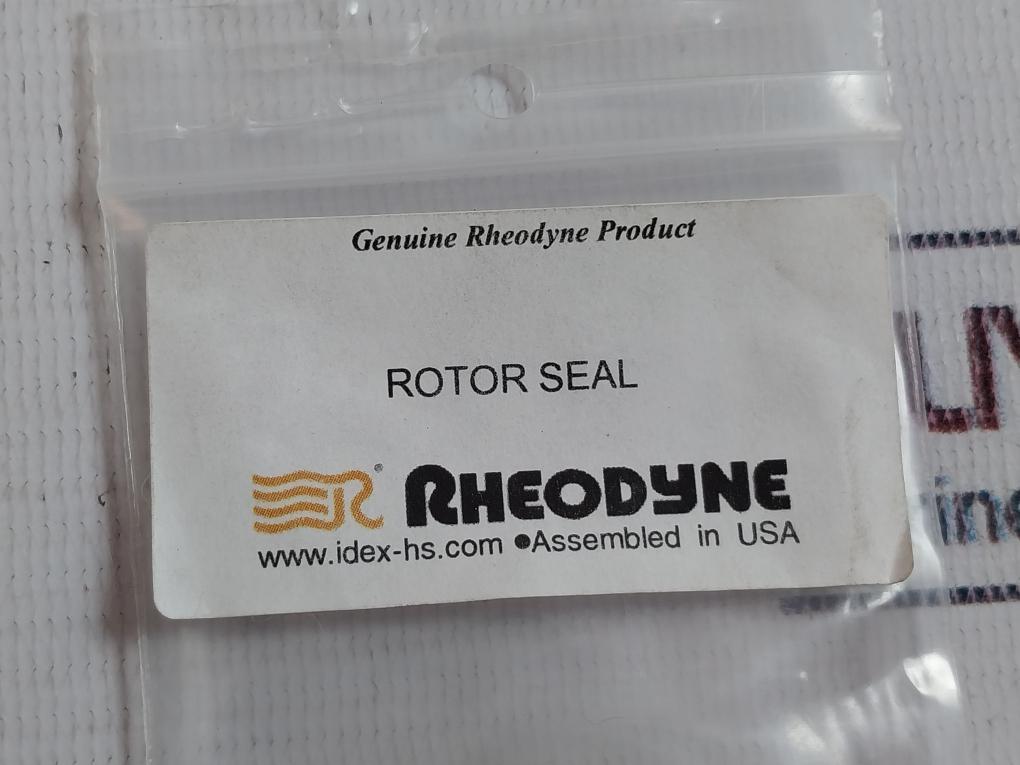 Genuine Rheodyne Product
ROTOR SEAL
R® RHEODYNE
www.idex-hs.com ●Assembled in USA